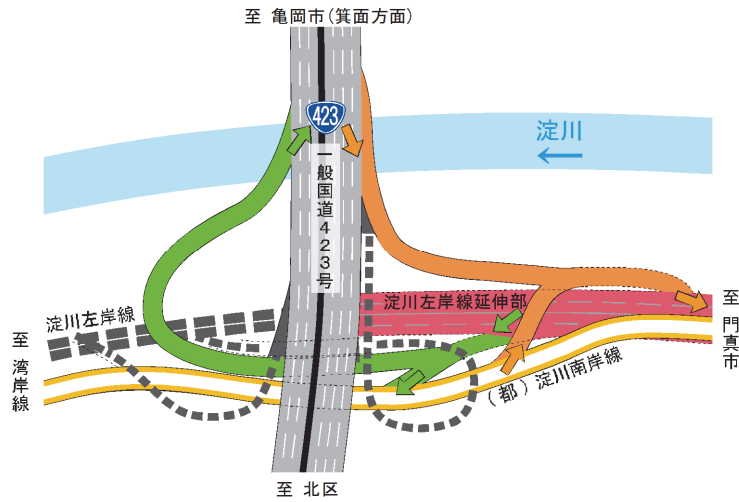 至 亀岡市(箕面方面)
423
淀川
一般国道423号
淀川左岸線延伸部
淀川左岸線
至 湾岸線
至 門真市
(都)淀川南岸線
至 北区